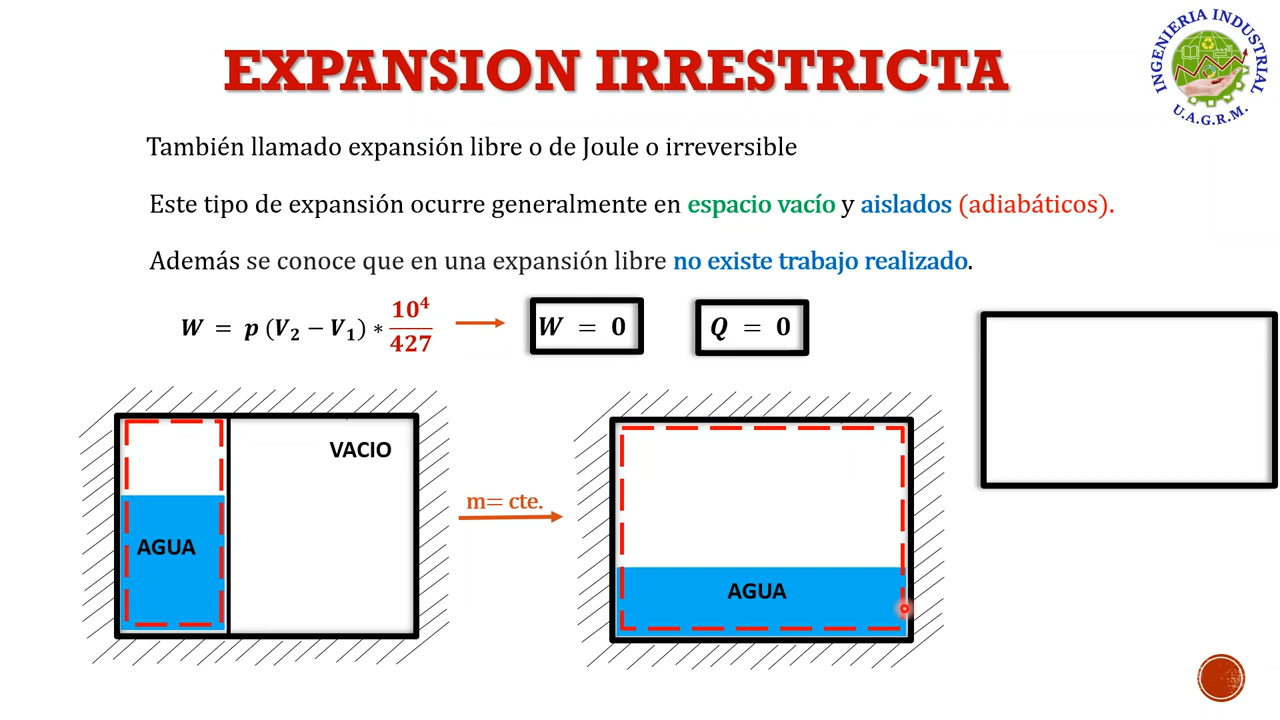 EXPANSION IRRESTRICTA
INGENIERIA INDUSTRIAL
U.A.G.R.M.
También llamado expansión libre o de Joule o irreversible
Este tipo de expansión ocurre generalmente en espacio vacío y aislados (adiabáticos).
Además se conoce que en una expansión libre no existe trabajo realizado.
W = p (V₂ − V₁) * 10⁴/427
W = 0
Q = 0
VACIO
AGUA
m= cte.
AGUA